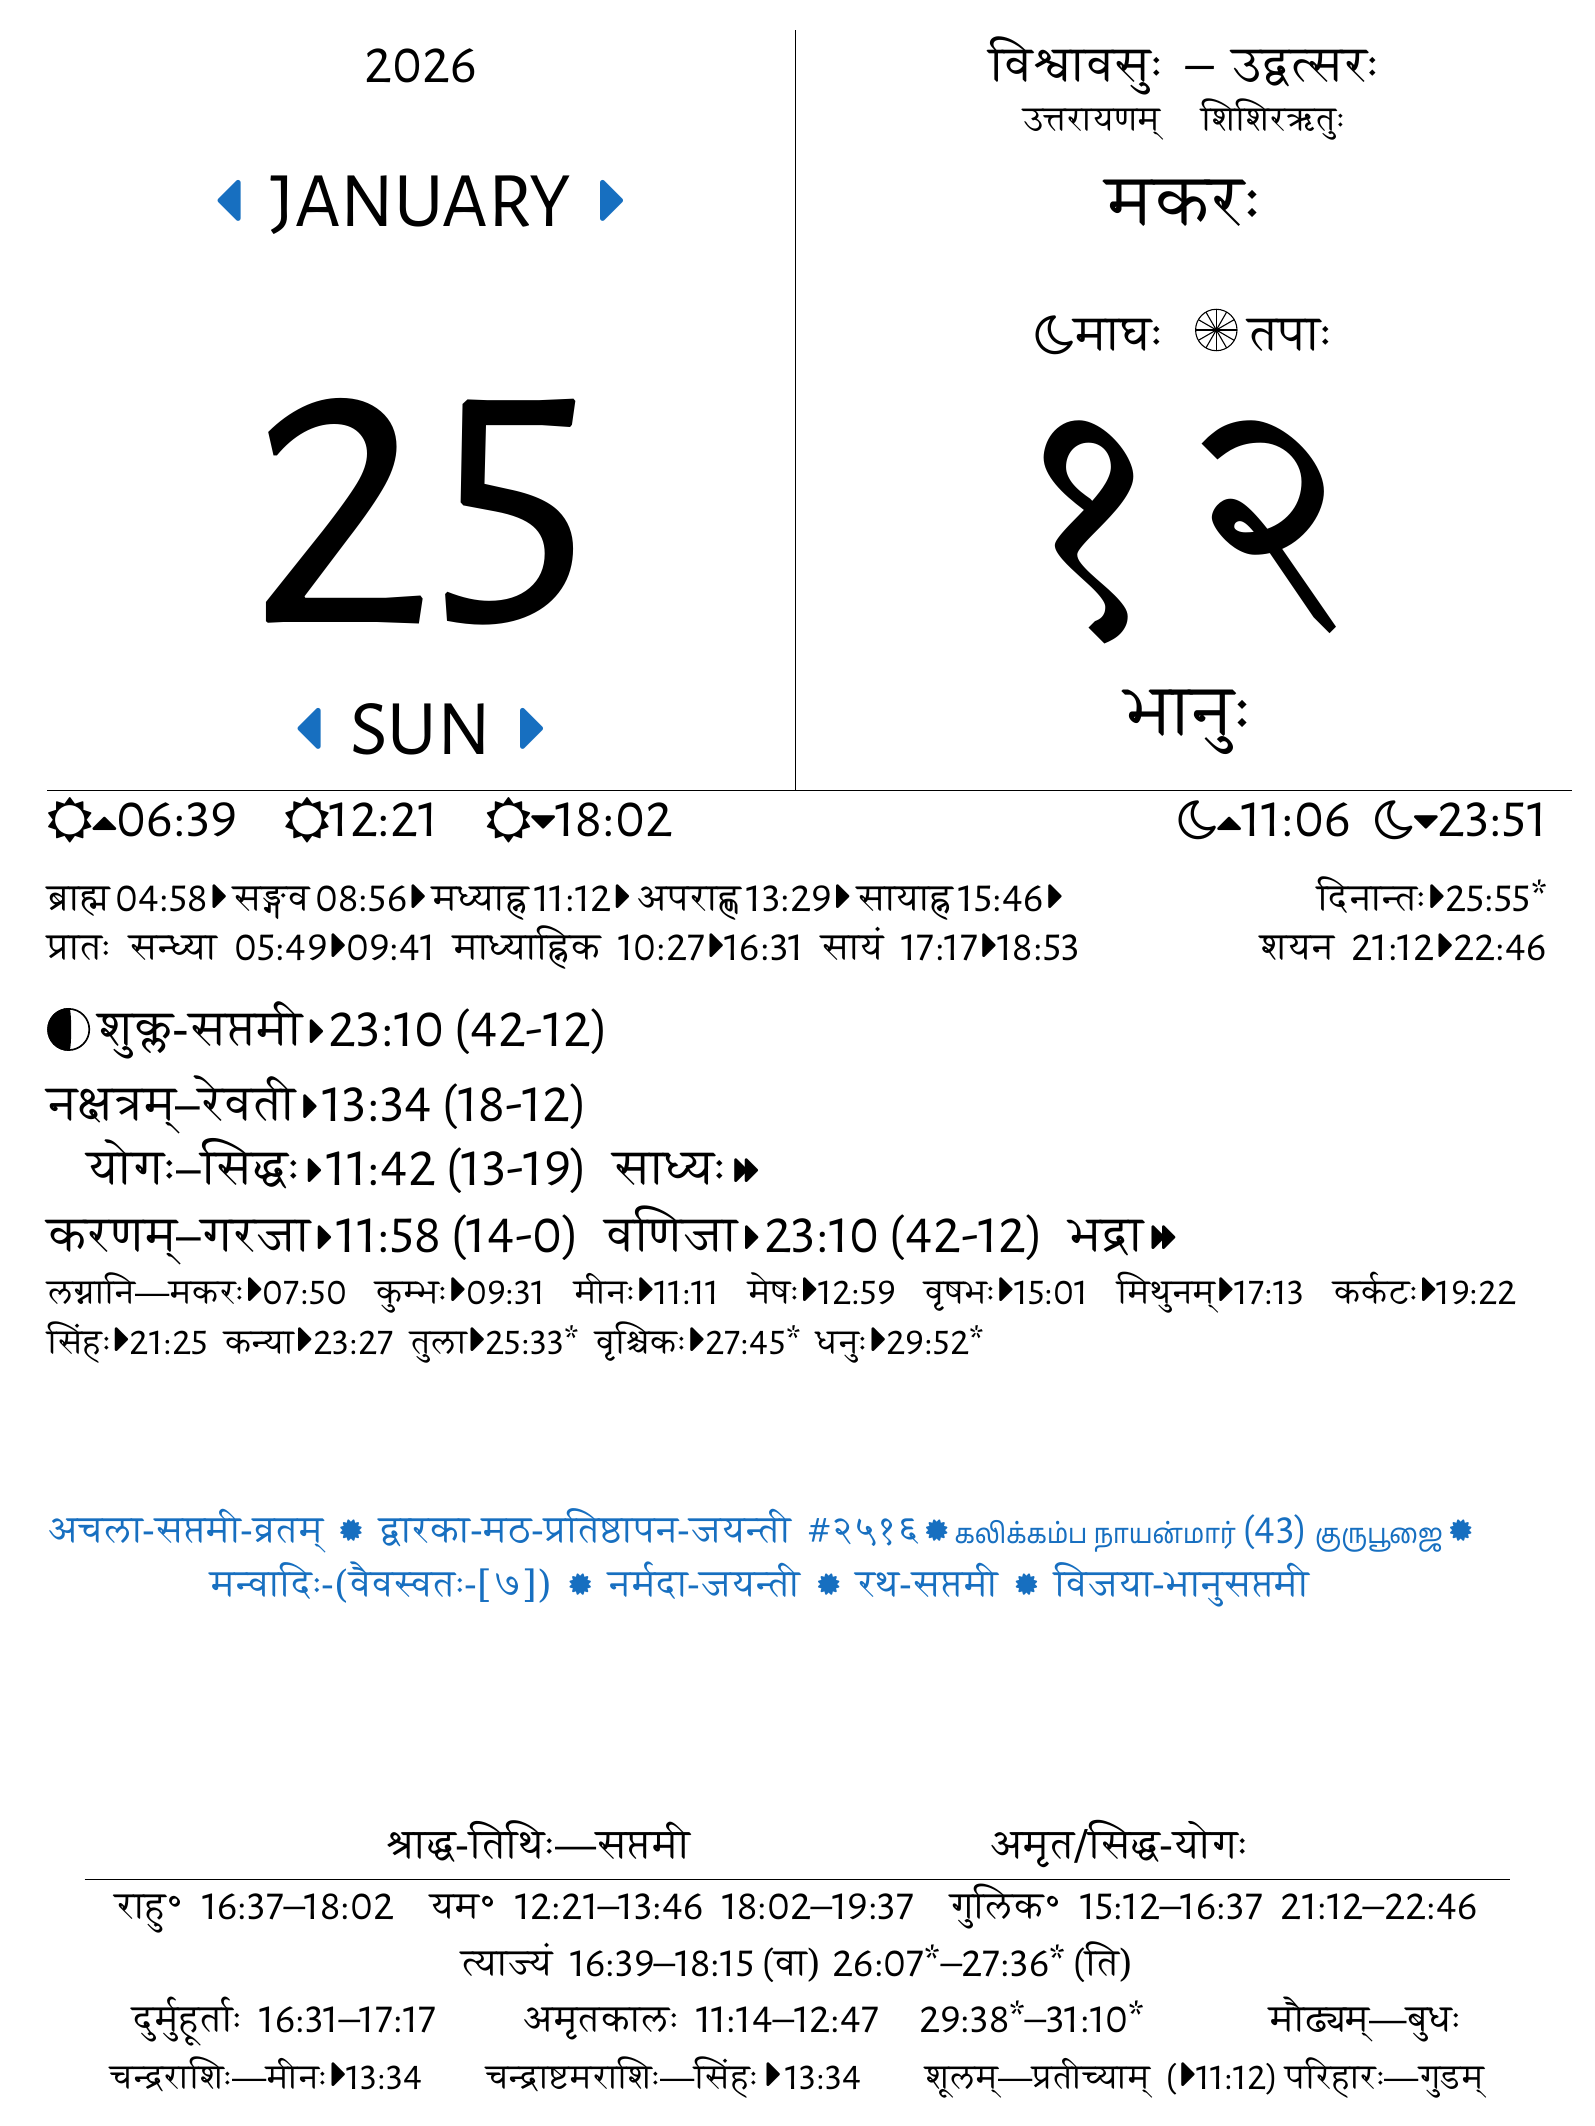 2026
JANUARY
25
SUN
विश्वावसुः – उद्वत्सरः
उत्तरायणम् शिशिरऋतुः
मकरः
माघः तपाः
१२
भानुः
06:39 12:21 18:02 11:06 23:51
ब्राह्म 04:58 सङ्गव 08:56 मध्याह्न 11:12 अपराह्ण 13:29 सायाह्न 15:46 दिनान्तः 25:55*
प्रातः सन्ध्या 05:49 09:41 माध्याह्निक 10:27 16:31 सायं 17:17 18:53 शयन 21:12 22:46
शुक्ल-सप्तमी 23:10 (42-12)
नक्षत्रम्–रेवती 13:34 (18-12)
योगः–सिद्धः 11:42 (13-19) साध्यः
करणम्–गरजा 11:58 (14-0) वणिजा 23:10 (42-12) भद्रा
लग्नानि—मकरः 07:50 कुम्भः 09:31 मीनः 11:11 मेषः 12:59 वृषभः 15:01 मिथुनम् 17:13 कर्कटः 19:22
सिंहः 21:25 कन्या 23:27 तुला 25:33* वृश्चिकः 27:45* धनुः 29:52*
अचला-सप्तमी-व्रतम् ✹ द्वारका-मठ-प्रतिष्ठापन-जयन्ती #२५१६ ✹ கலிக்கம்ப நாயன்மார் (43) குருபூஜை ✹
मन्वादिः-(वैवस्वतः-[७]) ✹ नर्मदा-जयन्ती ✹ रथ-सप्तमी ✹ विजया-भानुसप्तमी
श्राद्ध-तिथिः—सप्तमी अमृत/सिद्ध-योगः
राहु॰ 16:37–18:02 यम॰ 12:21–13:46 18:02–19:37 गुलिक॰ 15:12–16:37 21:12–22:46
त्याज्यं 16:39–18:15 (वा) 26:07*–27:36* (ति)
दुर्मुहूर्ताः 16:31–17:17 अमृतकालः 11:14–12:47 29:38*–31:10* मौढ्यम्—बुधः
चन्द्रराशिः—मीनः 13:34 चन्द्राष्टमराशिः—सिंहः 13:34 शूलम्—प्रतीच्याम् (11:12) परिहारः—गुडम्